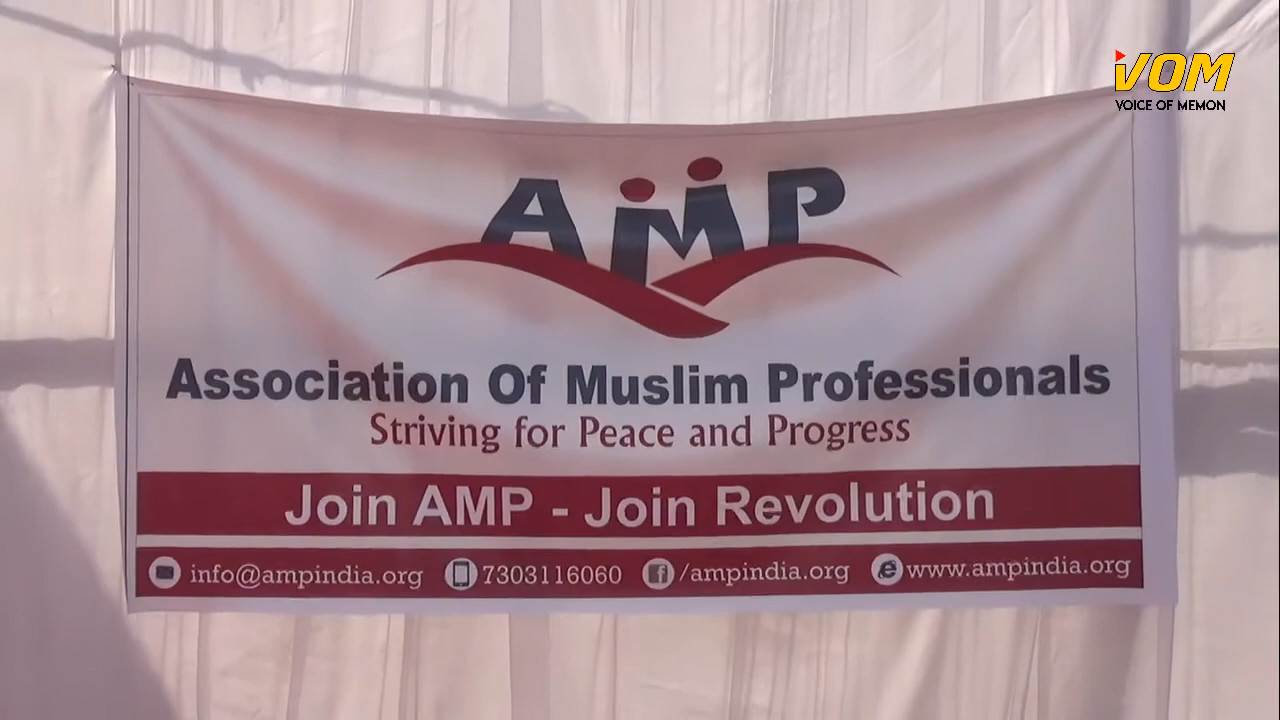 VOM
VOICE OF MEMON
AMP
Association Of Muslim Professionals
Striving for Peace and Progress
Join AMP - Join Revolution
info@ampindia.org 7303116060 f /ampindia.org e www.ampindia.org